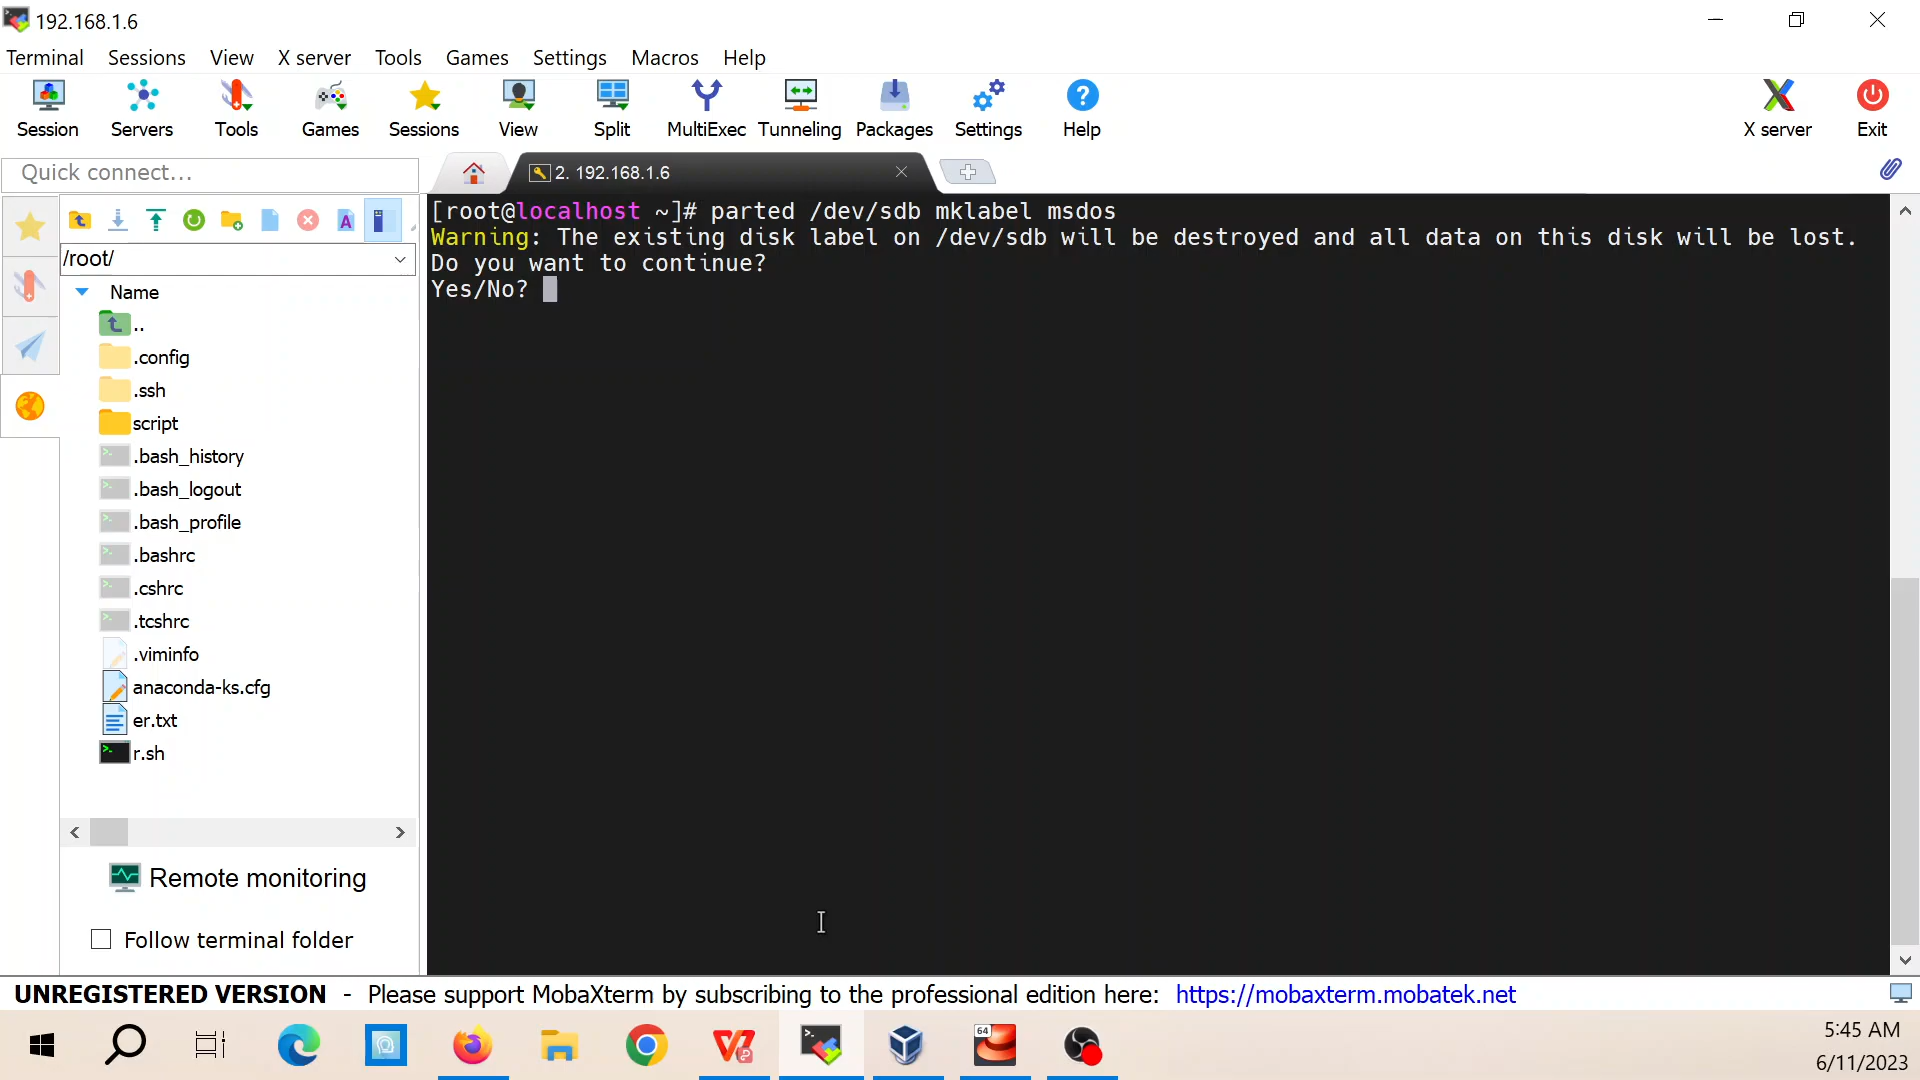 192.168.1.6
Terminal Sessions View X server Tools Games Settings Macros Help
Session Servers Tools Games Sessions View Split MultiExec Tunneling Packages Settings Help X server Exit
Quick connect...
2. 192.168.1.6
/root/
Name
..
.config
.ssh
script
.bash_history
.bash_logout
.bash_profile
.bashrc
.cshrc
.tcshrc
.viminfo
anaconda-ks.cfg
er.txt
r.sh
Remote monitoring
Follow terminal folder
[root@localhost ~]# parted /dev/sdb mklabel msdos
Warning: The existing disk label on /dev/sdb will be destroyed and all data on this disk will be lost.
Do you want to continue?
Yes/No?
UNREGISTERED VERSION - Please support MobaXterm by subscribing to the professional edition here: https://mobaxterm.mobatek.net
64
5:45 AM
6/11/2023